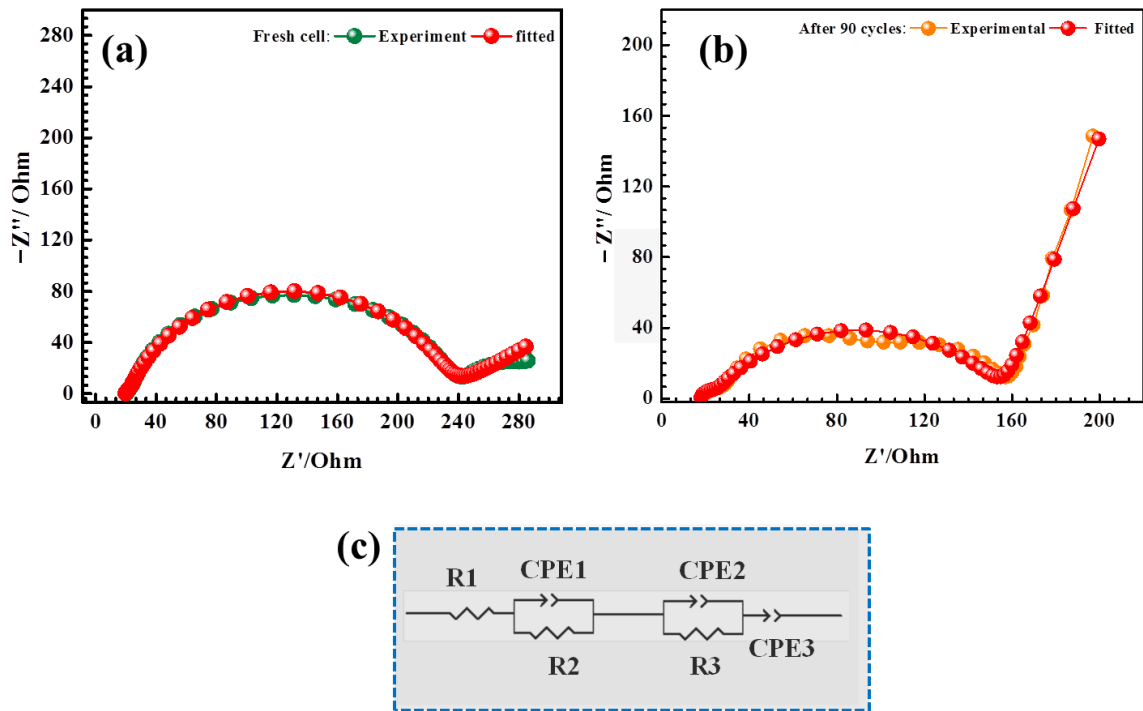 (a)
Fresh cell: Experiment fitted
280
240
200
160
120
80
40
0
−Z''/ Ohm
0 40 80 120 160 200 240 280
Z'/Ohm
(b)
After 90 cycles: Experimental Fitted
200
160
120
80
40
0
−Z''/ Ohm
0 40 80 120 160 200
Z'/Ohm
(c)
R1 CPE1 CPE2
R2 R3 CPE3